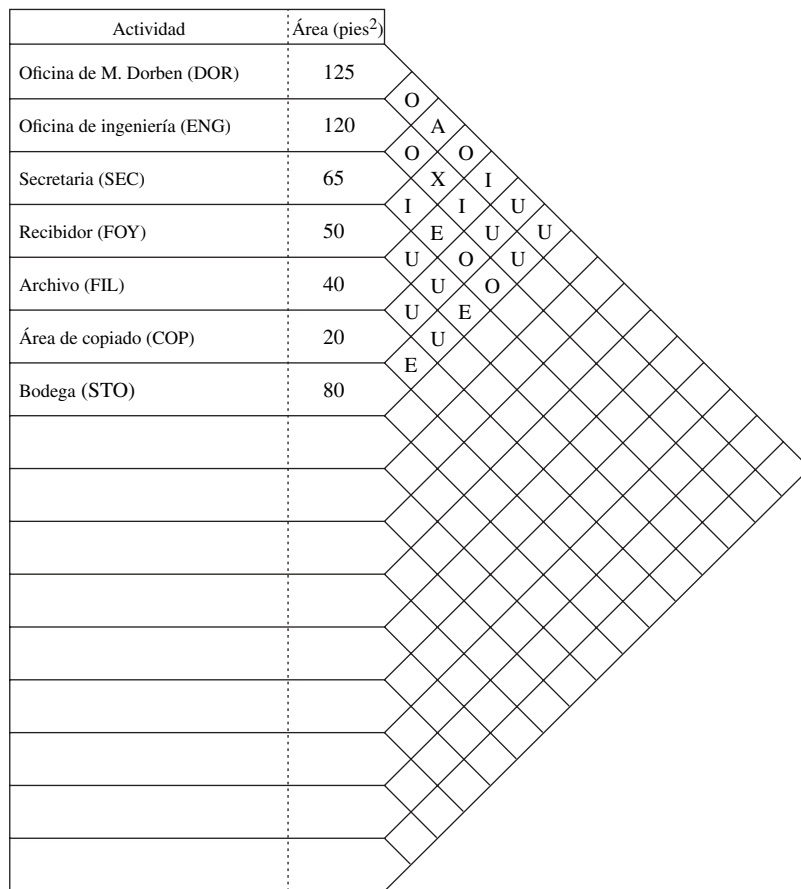 Actividad Área (pies²)
Oficina de M. Dorben (DOR) 125
O
Oficina de ingeniería (ENG) 120 A
O O
Secretaria (SEC) 65 X I
I I U
Recibidor (FOY) 50 E U U
U O U
Archivo (FIL) 40 U O
U E
Área de copiado (COP) 20 U
E
Bodega (STO) 80